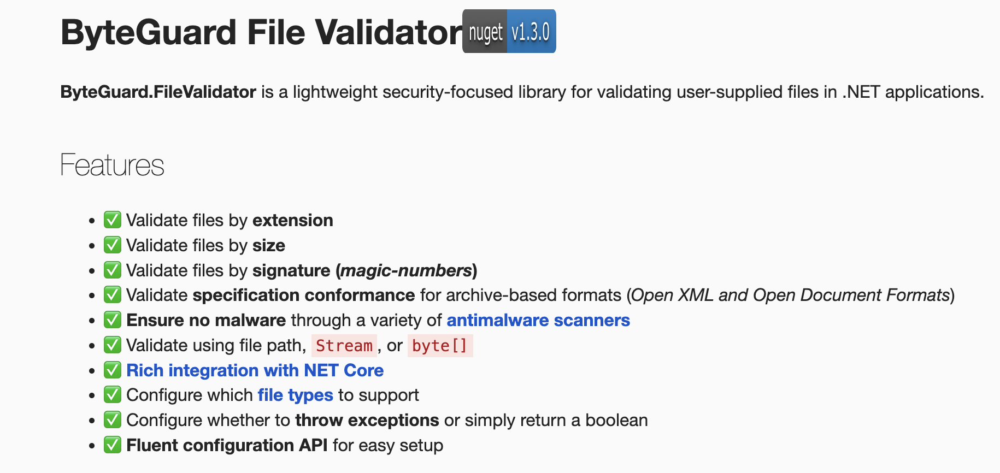 ByteGuard File Validator nuget v1.3.0
ByteGuard.FileValidator is a lightweight security-focused library for validating user-supplied files in .NET applications.
Features
• ✅ Validate files by extension
• ✅ Validate files by size
• ✅ Validate files by signature (magic-numbers)
• ✅ Validate specification conformance for archive-based formats (Open XML and Open Document Formats)
• ✅ Ensure no malware through a variety of antimalware scanners
• ✅ Validate using file path, Stream, or byte[]
• ✅ Rich integration with NET Core
• ✅ Configure which file types to support
• ✅ Configure whether to throw exceptions or simply return a boolean
• ✅ Fluent configuration API for easy setup